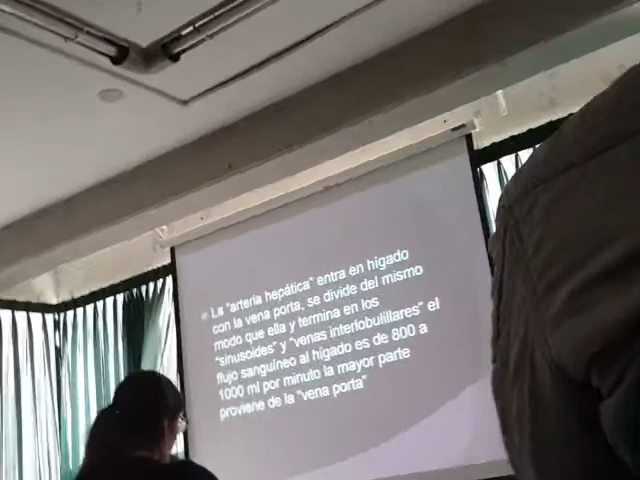 La "arteria hepática" entra en higado
con la vena porta, se divide del mismo
modo que ella y termina en los
"sinusoides" y "venas interlobulillares" el
flujo sanguíneo al higado es de 800 a
1000 ml por minuto la mayor parte
proviene de la "vena porta"